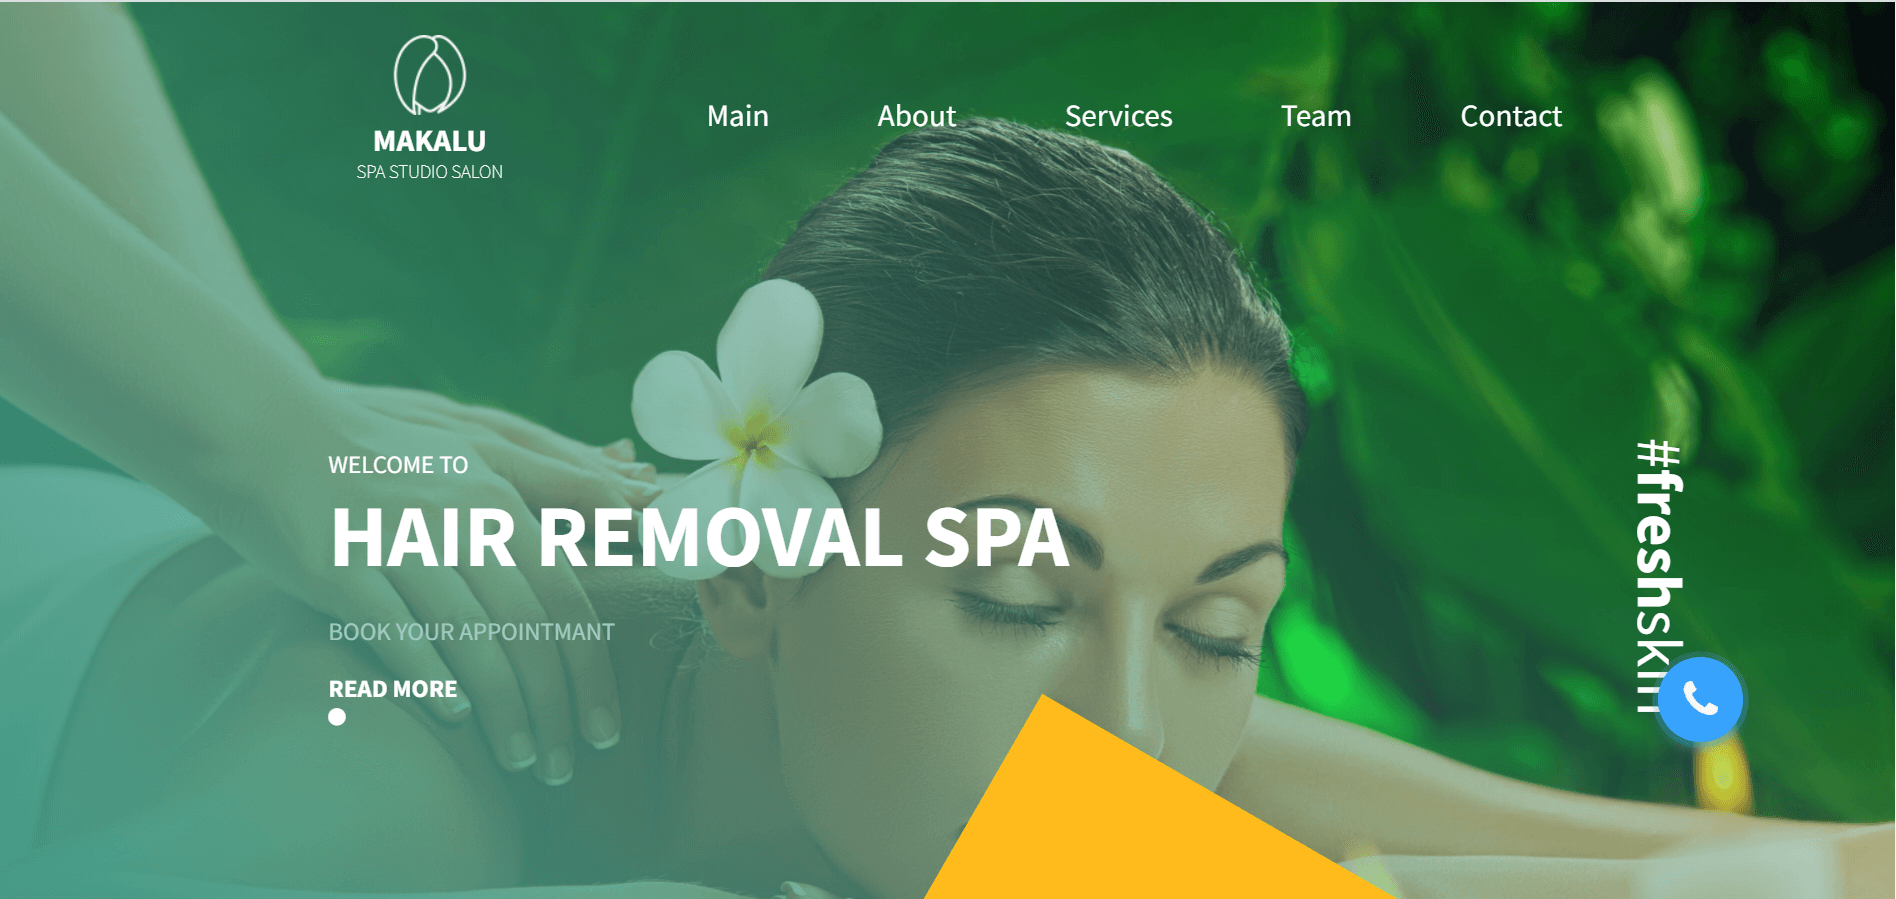 MAKALU
SPA STUDIO SALON
Main
About
Services
Team
Contact
WELCOME TO
HAIR REMOVAL SPA
BOOK YOUR APPOINTMANT
READ MORE
#freshskin